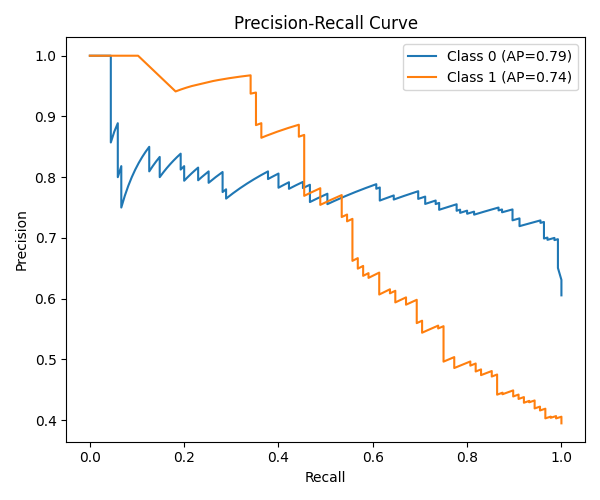 Precision-Recall Curve
Class 0 (AP=0.79)
Class 1 (AP=0.74)
Precision
1.0
0.9
0.8
0.7
0.6
0.5
0.4
0.0 0.2 0.4 0.6 0.8 1.0
Recall